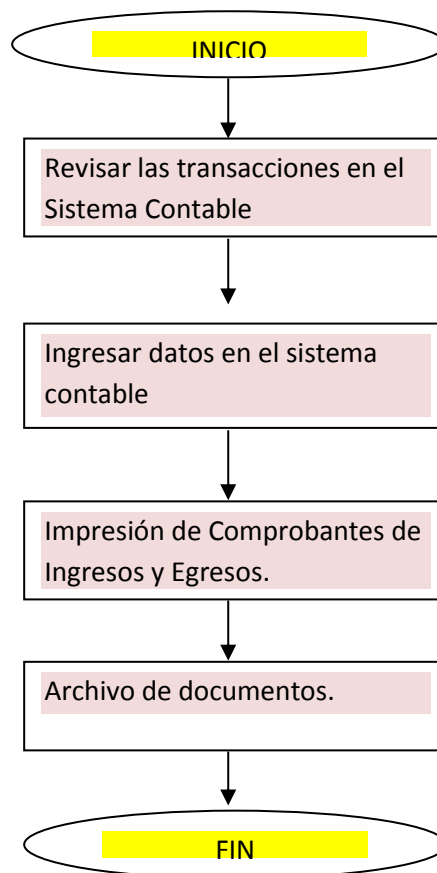 INICIO
Revisar las transacciones en el
Sistema Contable
Ingresar datos en el sistema
contable
Impresión de Comprobantes de
Ingresos y Egresos.
Archivo de documentos.
FIN